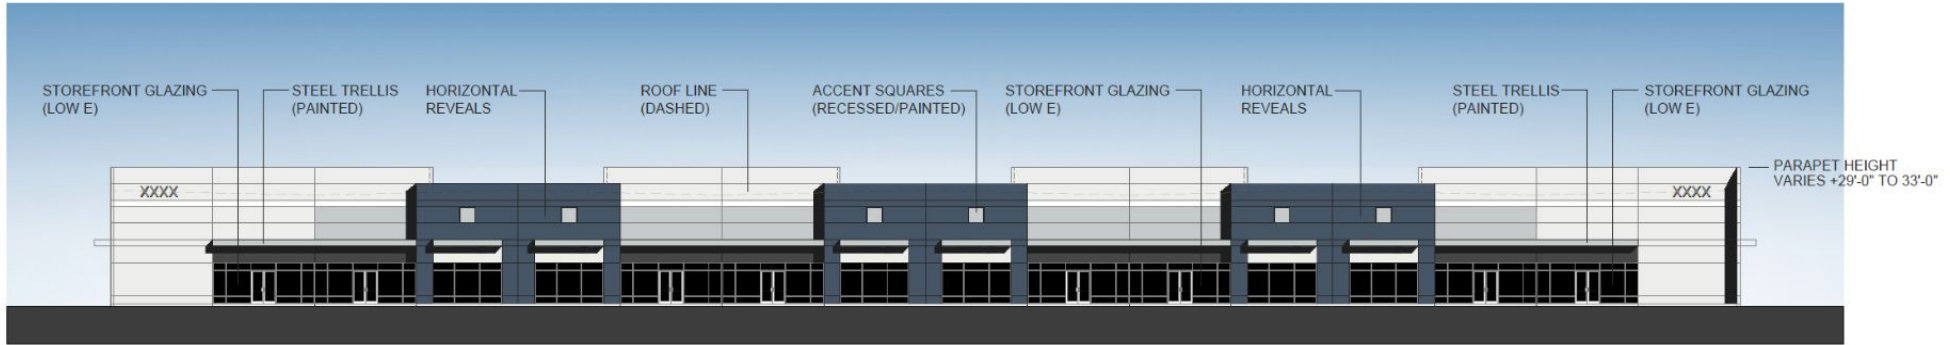 STOREFRONT GLAZING
(LOW E)
STEEL TRELLIS
(PAINTED)
HORIZONTAL
REVEALS
ROOF LINE
(DASHED)
ACCENT SQUARES
(RECESSED/PAINTED)
STOREFRONT GLAZING
(LOW E)
HORIZONTAL
REVEALS
STEEL TRELLIS
(PAINTED)
STOREFRONT GLAZING
(LOW E)
PARAPET HEIGHT
VARIES +29'-0" TO 33'-0"
XXXX
XXXX